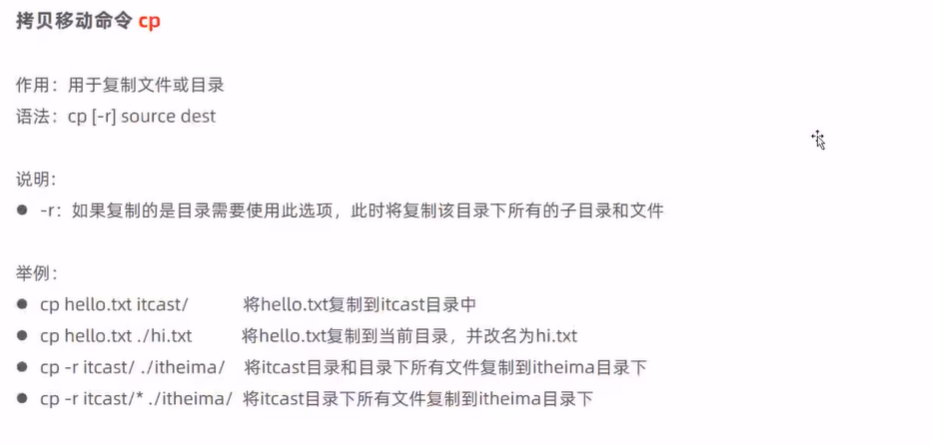 拷贝移动命令 cp
作用：用于复制文件或目录
语法：cp [-r] source dest
说明：
● -r：如果复制的是目录需要使用此选项，此时将复制该目录下所有的子目录和文件
举例：
● cp hello.txt itcast/ 将hello.txt复制到itcast目录中
● cp hello.txt ./hi.txt 将hello.txt复制到当前目录，并改名为hi.txt
● cp -r itcast/ ./itheima/ 将itcast目录和目录下所有文件复制到itheima目录下
● cp -r itcast/* ./itheima/ 将itcast目录下所有文件复制到itheima目录下